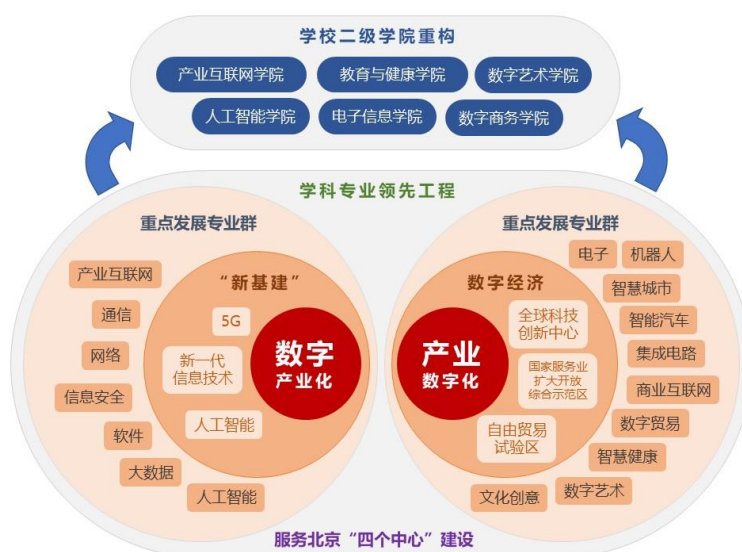 学校二级学院重构
产业互联网学院
教育与健康学院
数字艺术学院
人工智能学院
电子信息学院
数字商务学院
学科专业领先工程
重点发展专业群
产业互联网
通信
网络
信息安全
软件
大数据
人工智能
“新基建”
5G
新一代
信息技术
人工智能
数字
产业化
重点发展专业群
数字经济
产业
数字化
全球科技
创新中心
国家服务业
扩大开放
综合示范区
自由贸易
试验区
电子
机器人
智慧城市
智能汽车
集成电路
商业互联网
数字贸易
智慧健康
数字艺术
文化创意
服务北京“四个中心”建设